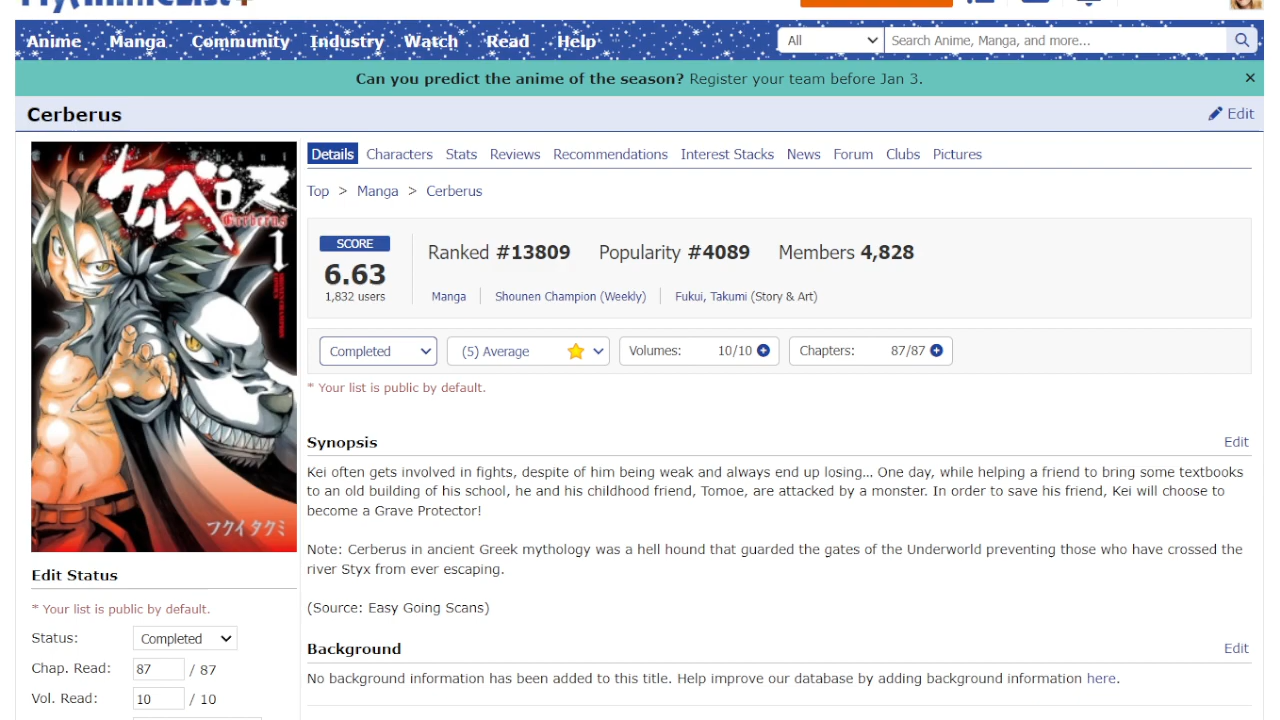 MyAnimeList
Anime Manga Community Industry Watch Read Help All Search Anime, Manga, and more...
Can you predict the anime of the season? Register your team before Jan 3. ×
Cerberus Edit
Details Characters Stats Reviews Recommendations Interest Stacks News Forum Clubs Pictures
Top > Manga > Cerberus
SCORE
6.63
1,832 users
Ranked #13809 Popularity #4089 Members 4,828
Manga Shounen Champion (Weekly) Fukui, Takumi (Story & Art)
Completed (5) Average Volumes: 10/10 Chapters: 87/87
* Your list is public by default.
Synopsis Edit
Kei often gets involved in fights, despite of him being weak and always end up losing... One day, while helping a friend to bring some textbooks
to an old building of his school, he and his childhood friend, Tomoe, are attacked by a monster. In order to save his friend, Kei will choose to
become a Grave Protector!
Note: Cerberus in ancient Greek mythology was a hell hound that guarded the gates of the Underworld preventing those who have crossed the
river Styx from ever escaping.
(Source: Easy Going Scans)
Background Edit
No background information has been added to this title. Help improve our database by adding background information here.
ケルベロス
Cerberus
1
フクイタクミ
Edit Status
* Your list is public by default.
Status: Completed
Chap. Read: 87 / 87
Vol. Read: 10 / 10